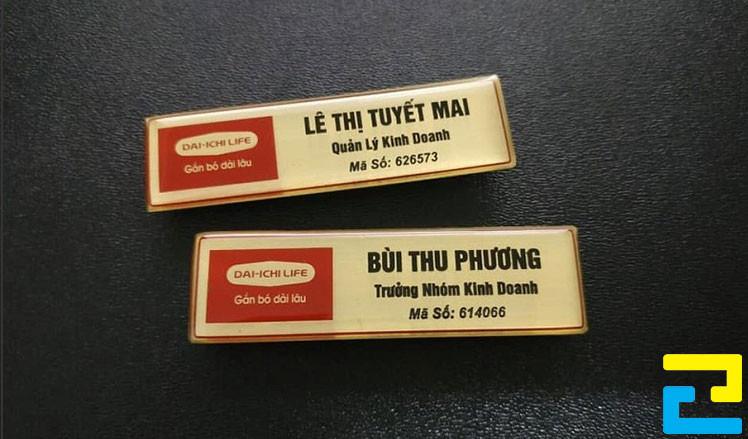 DAI-ICHI LIFE
Gắn bó dài lâu
LÊ THỊ TUYẾT MAI
Quản Lý Kinh Doanh
Mã Số: 626573
DAI-ICHI LIFE
Gắn bó dài lâu
BÙI THU PHƯƠNG
Trưởng Nhóm Kinh Doanh
Mã Số: 614066